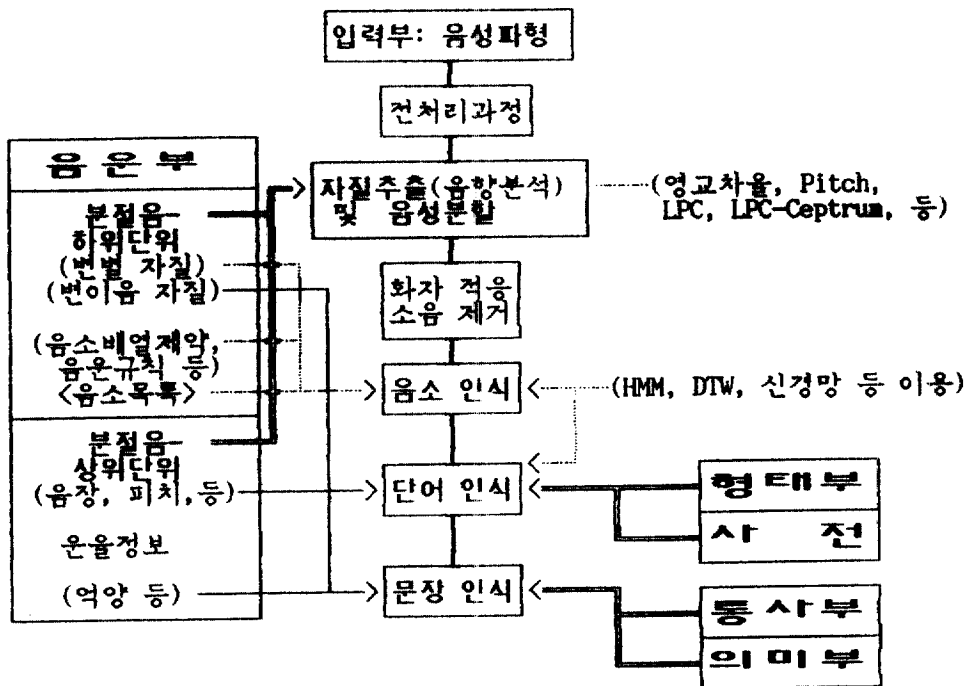 입력부: 음성파형
전처리과정
자질추출(음향분석)
및 음성분할
(영교차율, Pitch,
LPC, LPC-Ceptrum, 등)
화자 적응
소음 제거
음소 인식
(HMM, DTW, 신경망 등 이용)
단어 인식
문장 인식
음운부
분절음
하위단위
(변별 자질)
(변이음 자질)
(음소배열제약,
음운규칙 등)
<음소목록>
분절음
상위단위
(음장, 피치,등)
운율정보
(억양 등)
형태부
사 전
통사부
의미부